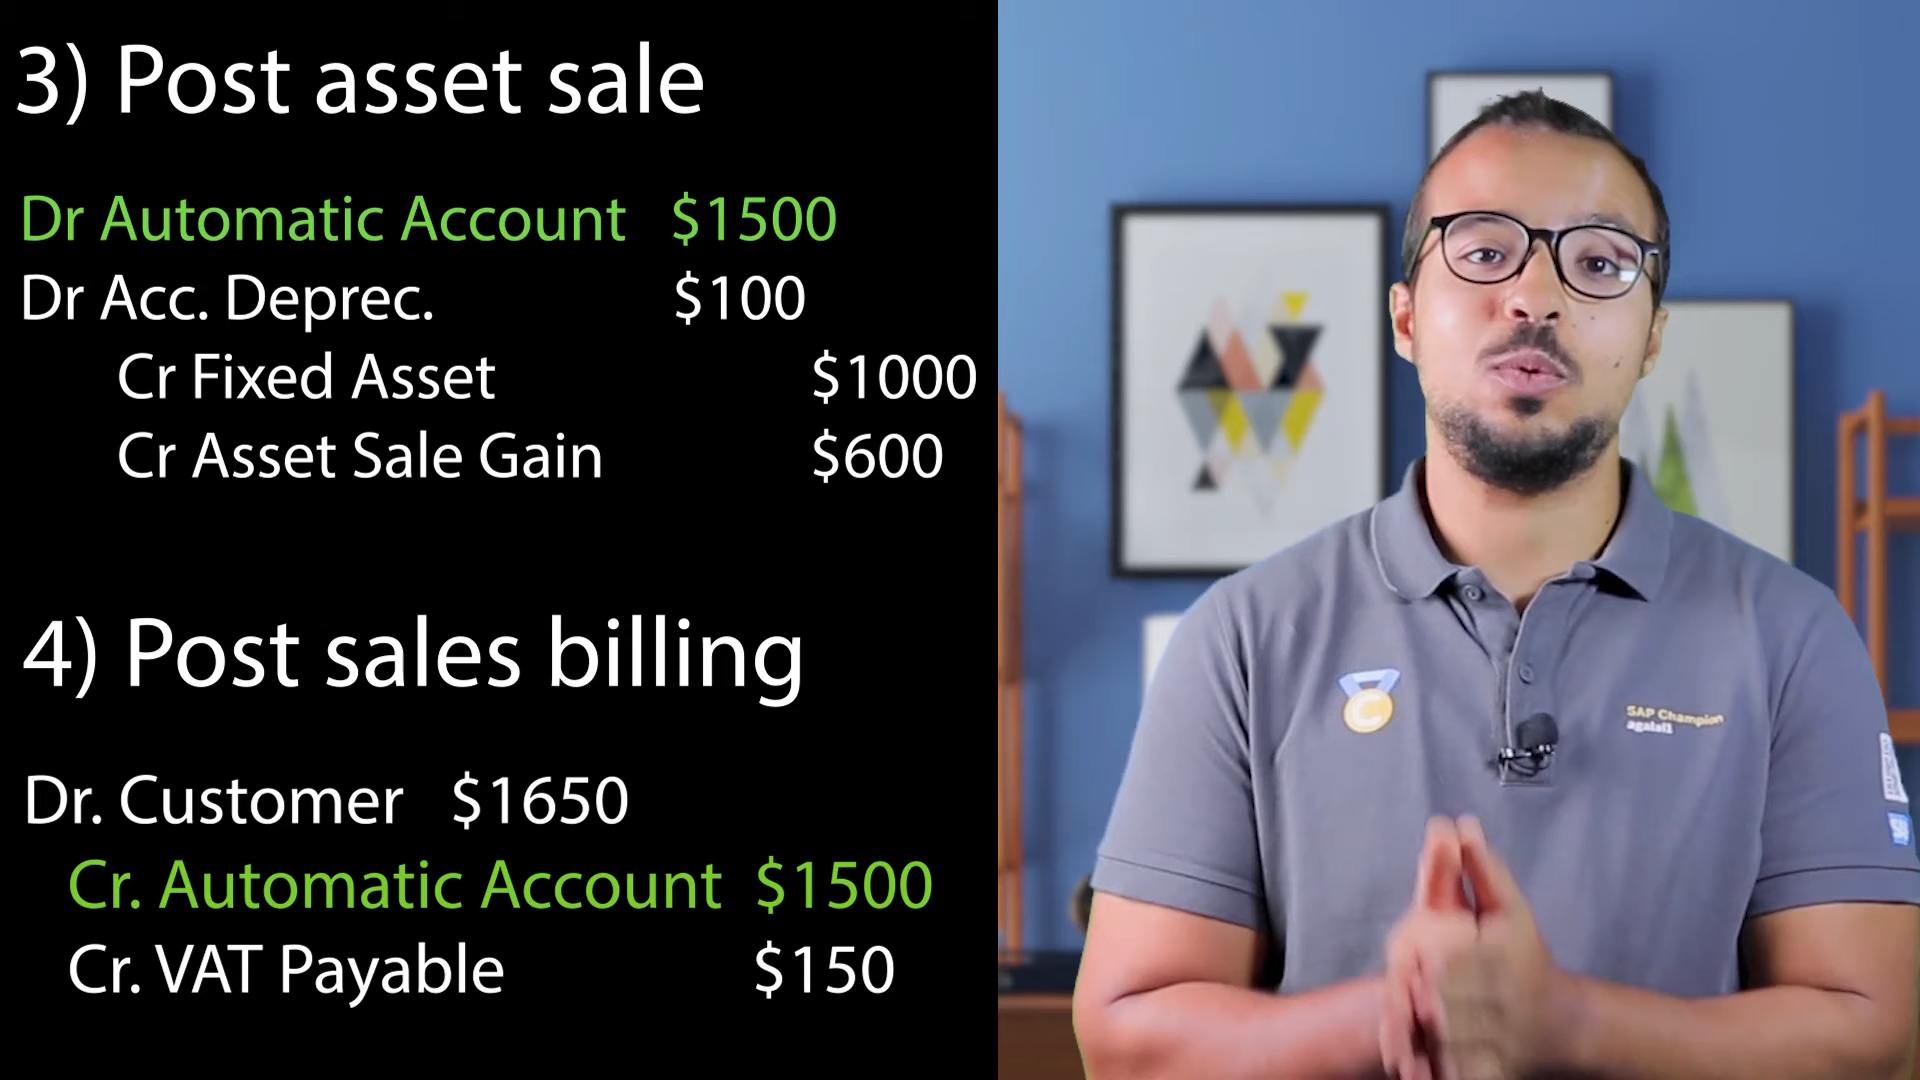 3) Post asset sale
Dr Automatic Account $1500
Dr Acc. Deprec. $100
Cr Fixed Asset $1000
Cr Asset Sale Gain $600
4) Post sales billing
Dr. Customer $1650
Cr. Automatic Account $1500
Cr. VAT Payable $150
SAP Champion
agalal1